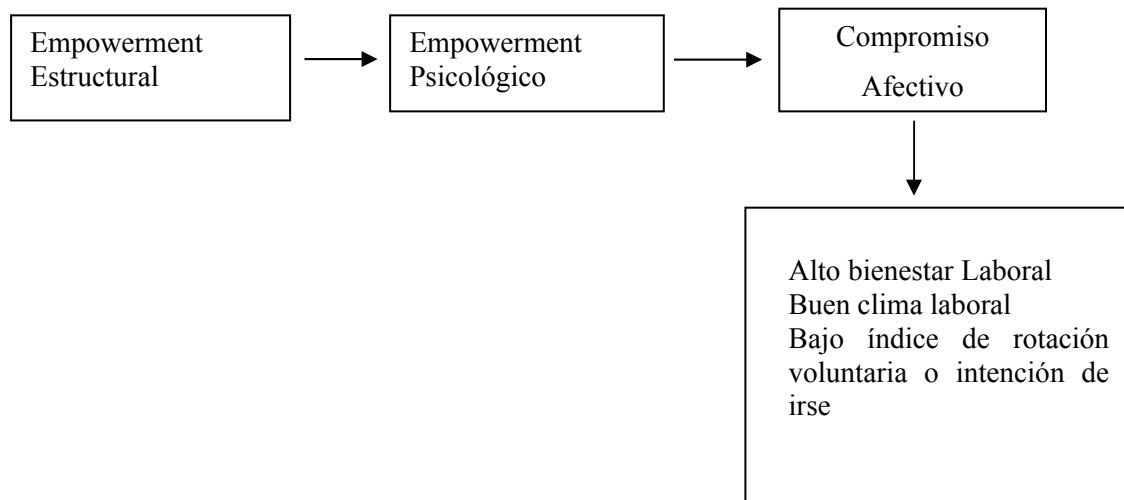 Empowerment
Estructural
Empowerment
Psicológico
Compromiso
Afectivo
Alto bienestar Laboral
Buen clima laboral
Bajo índice de rotación
voluntaria o intención de
irse